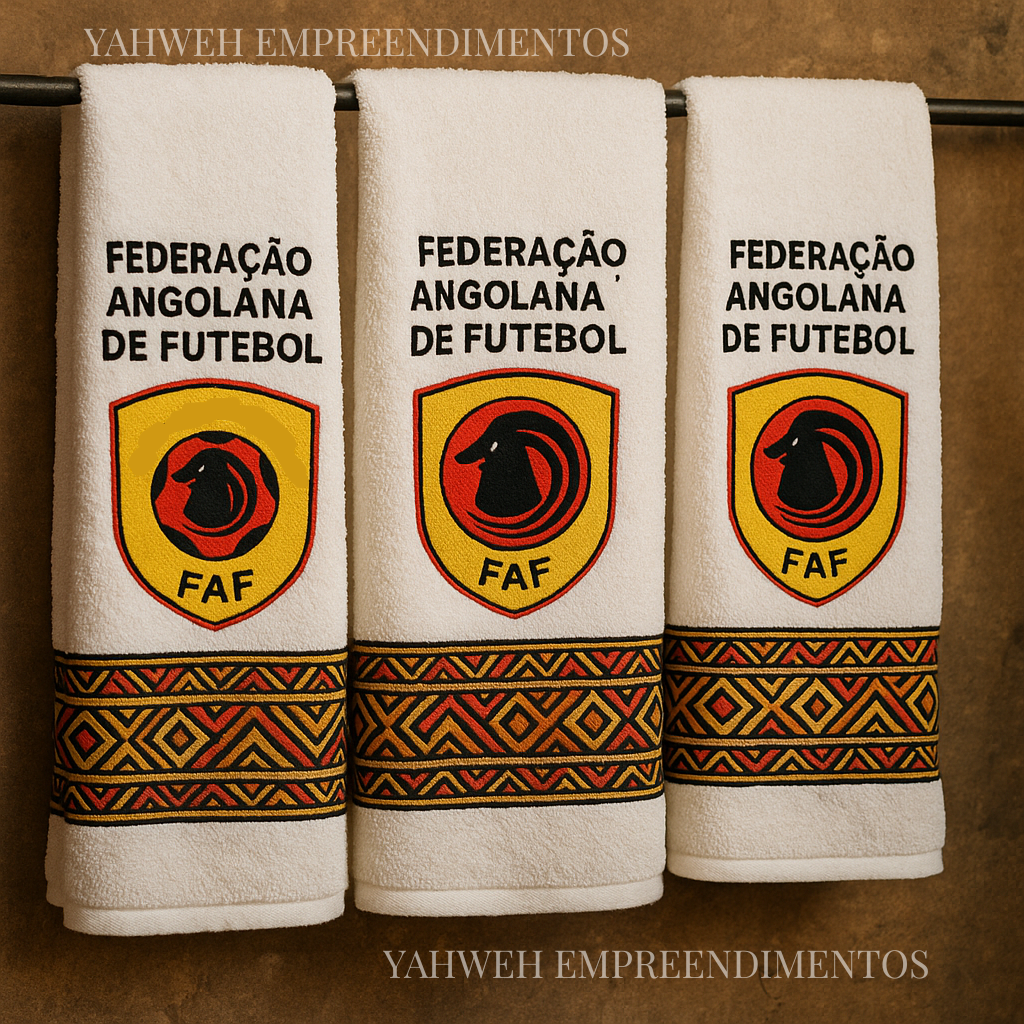 YAHWEH EMPREENDIMENTOS
FEDERAÇÃO
ANGOLANA
DE FUTEBOL
FAF
FEDERAÇÃO
ANGOLANA
DE FUTEBOL
FAF
FEDERAÇÃO
ANGOLANA
DE FUTEBOL
FAF
YAHWEH EMPREENDIMENTOS